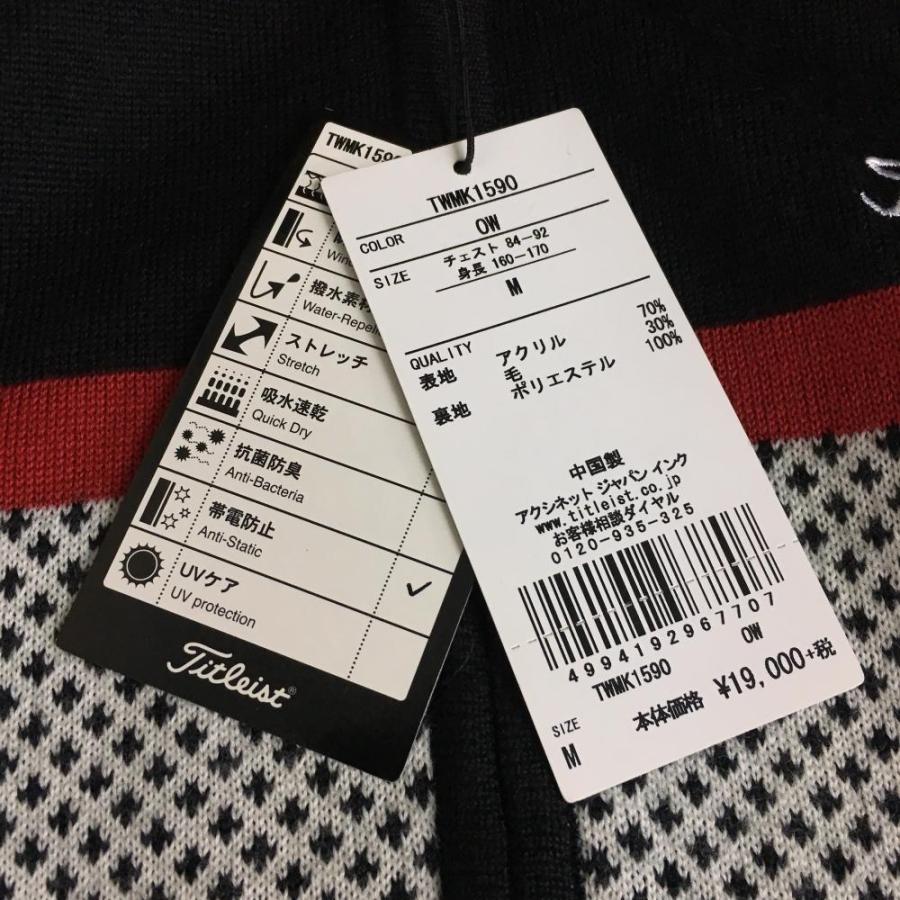 TWMK1590
Wind
撥水素材
Water-Repellent
ストレッチ
Stretch
吸水速乾
Quick Dry
抗菌防臭
Anti-Bacteria
帯電防止
Anti-Static
UVケア
UV protection
Titleist®
TWMK1590
COLOR OW
SIZE チェスト 84-92
身長 160-170
M
QUALITY
表地 アクリル 70%
毛 30%
裏地 ポリエステル 100%
中国製
アクシネット ジャパン インク
www.titleist.co.jp
お客様相談ダイヤル
0120-935-325
4994192967707
TWMK1590 OW
SIZE 本体価格 ¥19,000+税
M